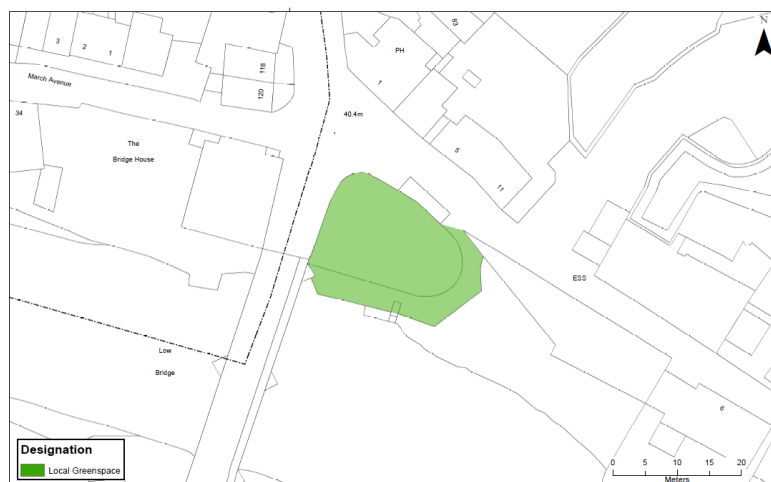 N
83
PH
3
2
1
118
120
1
March Avenue
34
40.4m
The
Bridge House
5
11
ESS
Low
Bridge
6
Designation
Local Greenspace
0 5 10 15 20
Meters